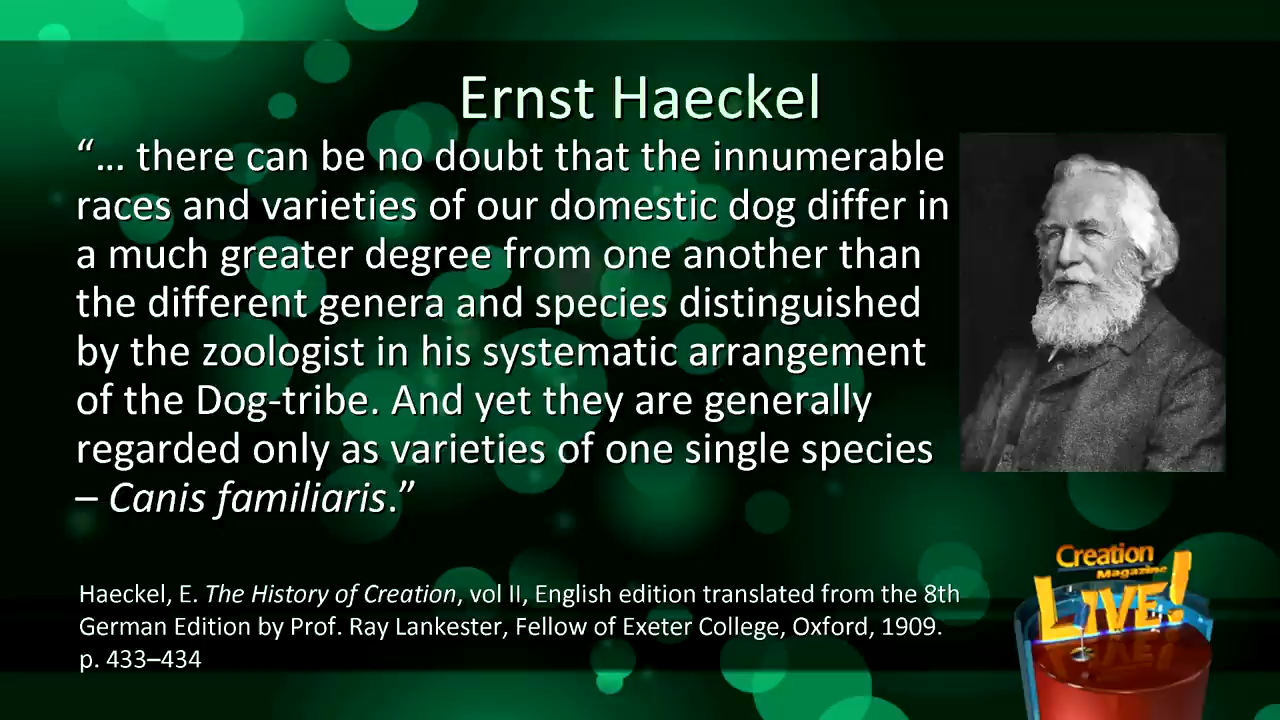 Ernst Haeckel
“... there can be no doubt that the innumerable
races and varieties of our domestic dog differ in
a much greater degree from one another than
the different genera and species distinguished
by the zoologist in his systematic arrangement
of the Dog-tribe. And yet they are generally
regarded only as varieties of one single species
– Canis familiaris.”
Haeckel, E. The History of Creation, vol II, English edition translated from the 8th
German Edition by Prof. Ray Lankester, Fellow of Exeter College, Oxford, 1909.
p. 433–434
Creation
Magazine
LiVE!